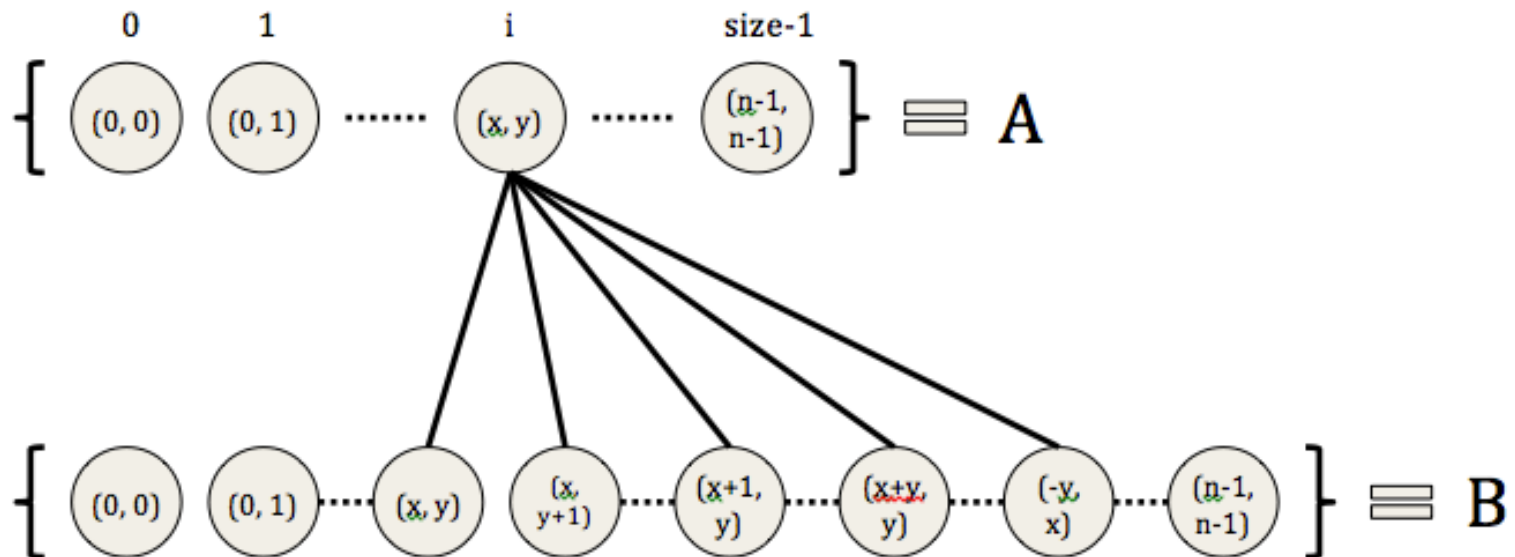 0 1 i size-1
{ (0, 0) (0, 1) ........ (x, y) ........ (n-1, n-1) } = A
{ (0, 0) (0, 1) ...... (x, y) (x, y+1) ...... (x+1, y) ...... (x+y, y) ...... (-y, x) ...... (n-1, n-1) } = B